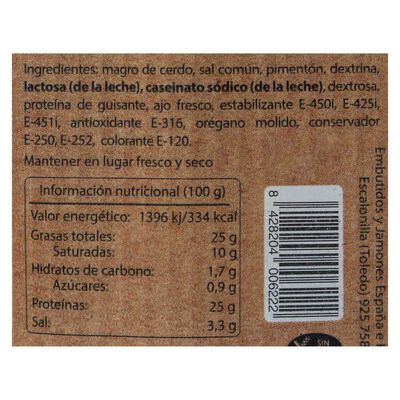 Ingredientes: magro de cerdo, sal común, pimentón, dextrina,
lactosa (de la leche), caseinato sódico (de la leche), dextrosa,
proteína de guisante, ajo fresco, estabilizante E-450i, E-425i,
E-451i, antioxidante E-316, orégano molido, conservador
E-250, E-252, colorante E-120.
Mantener en lugar fresco y seco
Información nutricional (100 g)
Valor energético: 1396 kj/334 kcal
Grasas totales: 25 g
Saturadas: 10 g
Hidratos de carbono: 1,7 g
Azúcares: 0,9 g
Proteínas: 25 g
Sal: 3,3 g
8 428204 006222
Embutidos y Jamones España e
Escalonilla (Toledo) 925 758
SIN